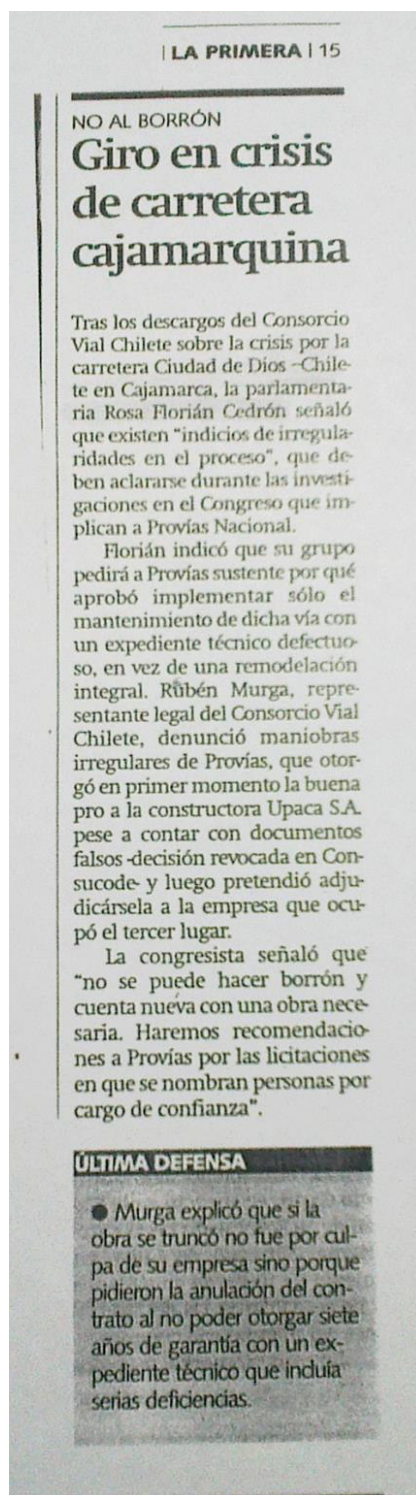 | LA PRIMERA | 15
NO AL BORRÓN
Giro en crisis
de carretera
cajamarquina
Tras los descargos del Consorcio
Vial Chilete sobre la crisis por la
carretera Ciudad de Dios –Chile-
te en Cajamarca, la parlamenta-
ria Rosa Florián Cedrón señaló
que existen “indicios de irregula-
ridades en el proceso”, que de-
ben aclararse durante las investi-
gaciones en el Congreso que im-
plican a Provías Nacional.
Florián indicó que su grupo
pedirá a Provías sustente por qué
aprobó implementar sólo el
mantenimiento de dicha vía con
un expediente técnico defectuo-
so, en vez de una remodelación
integral. Rubén Murga, repre-
sentante legal del Consorcio Vial
Chilete, denunció maniobras
irregulares de Provías, que otor-
gó en primer momento la buena
pro a la constructora Upaca S.A.
pese a contar con documentos
falsos -decisión revocada en Con-
sucode- y luego pretendió adju-
dicársela a la empresa que ocu-
pó el tercer lugar.
La congresista señaló que
“no se puede hacer borrón y
cuenta nueva con una obra nece-
saria. Haremos recomendacio-
nes a Provías por las licitaciones
en que se nombran personas por
cargo de confianza”.
ÚLTIMA DEFENSA
● Murga explicó que si la
obra se truncó no fue por cul-
pa de su empresa sino porque
pidieron la anulación del con-
trato al no poder otorgar siete
años de garantía con un ex-
pediente técnico que incluía
serias deficiencias.